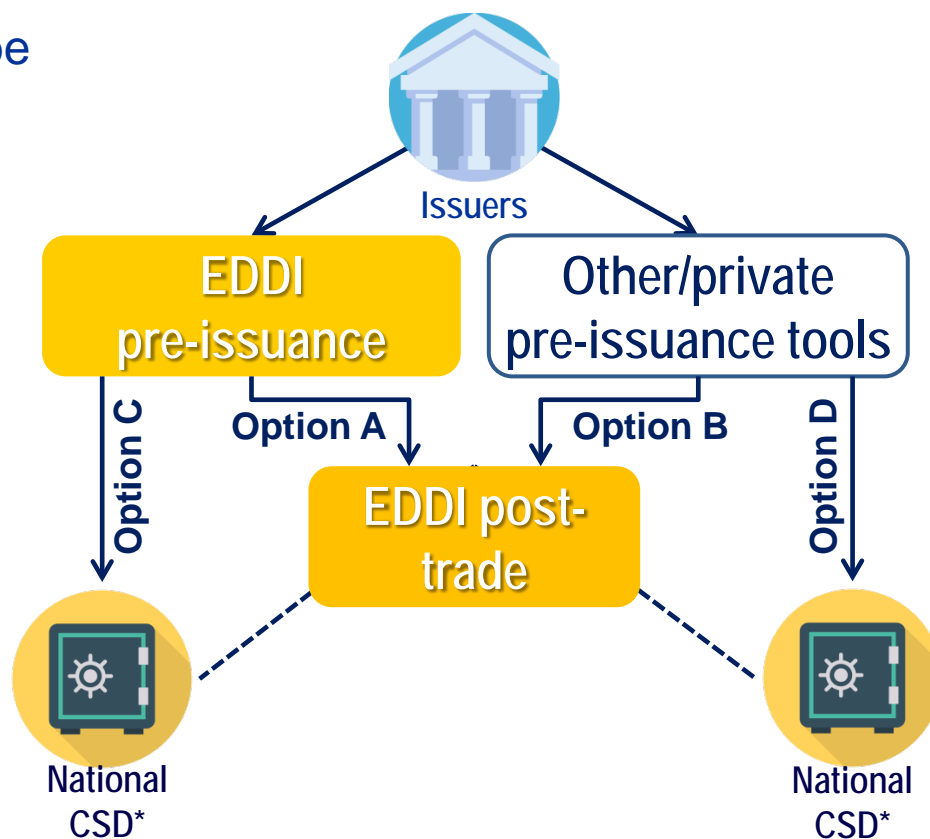 Issuers
EDDI
pre-issuance
Other/private
pre-issuance tools
Option C
Option A
Option B
Option D
EDDI post-
trade
National
CSD*
National
CSD*